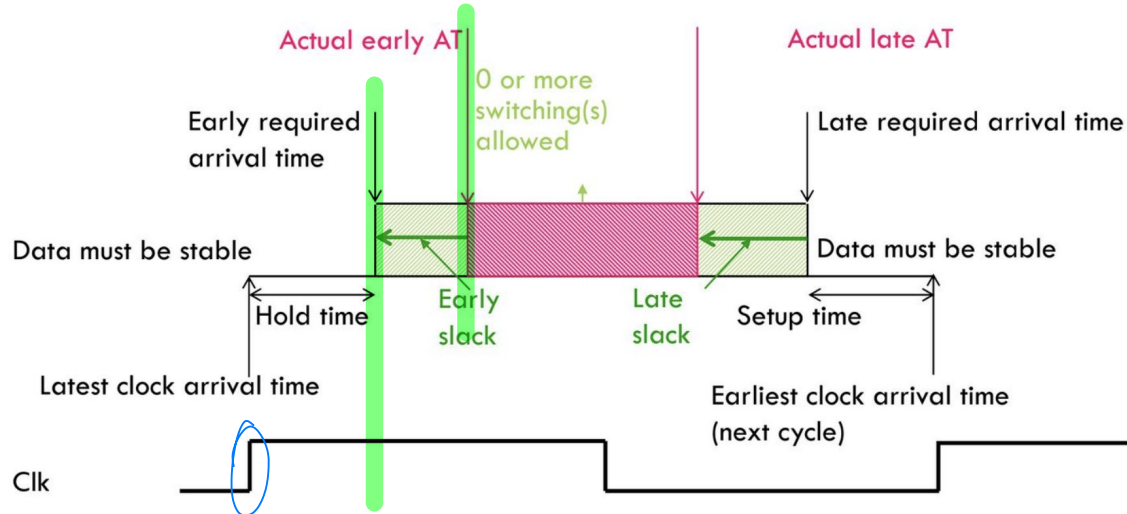 Actual early AT
Actual late AT
0 or more
switching(s)
allowed
Early required
arrival time
Late required arrival time
Data must be stable
Data must be stable
Hold time
Early
slack
Late
slack
Setup time
Latest clock arrival time
Earliest clock arrival time
(next cycle)
Clk